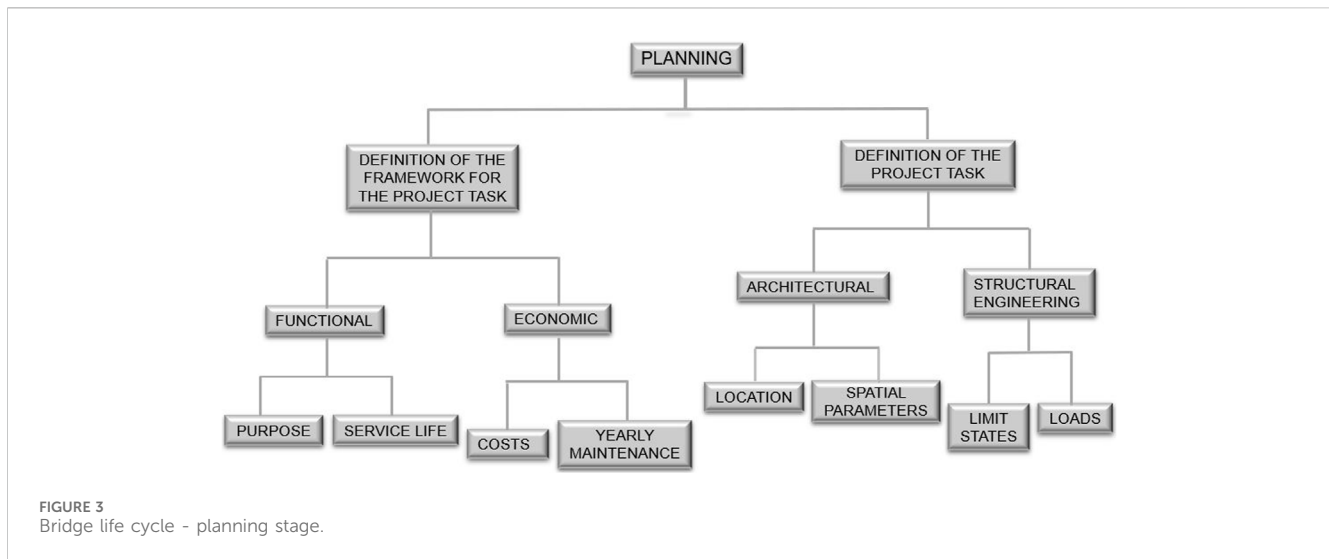 PLANNING
DEFINITION OF THE
FRAMEWORK FOR
THE PROJECT TASK
DEFINITION OF THE
PROJECT TASK
FUNCTIONAL
ECONOMIC
ARCHITECTURAL
STRUCTURAL
ENGINEERING
PURPOSE
SERVICE LIFE
COSTS
YEARLY
MAINTENANCE
LOCATION
SPATIAL
PARAMETERS
LIMIT
STATES
LOADS
FIGURE 3
Bridge life cycle - planning stage.